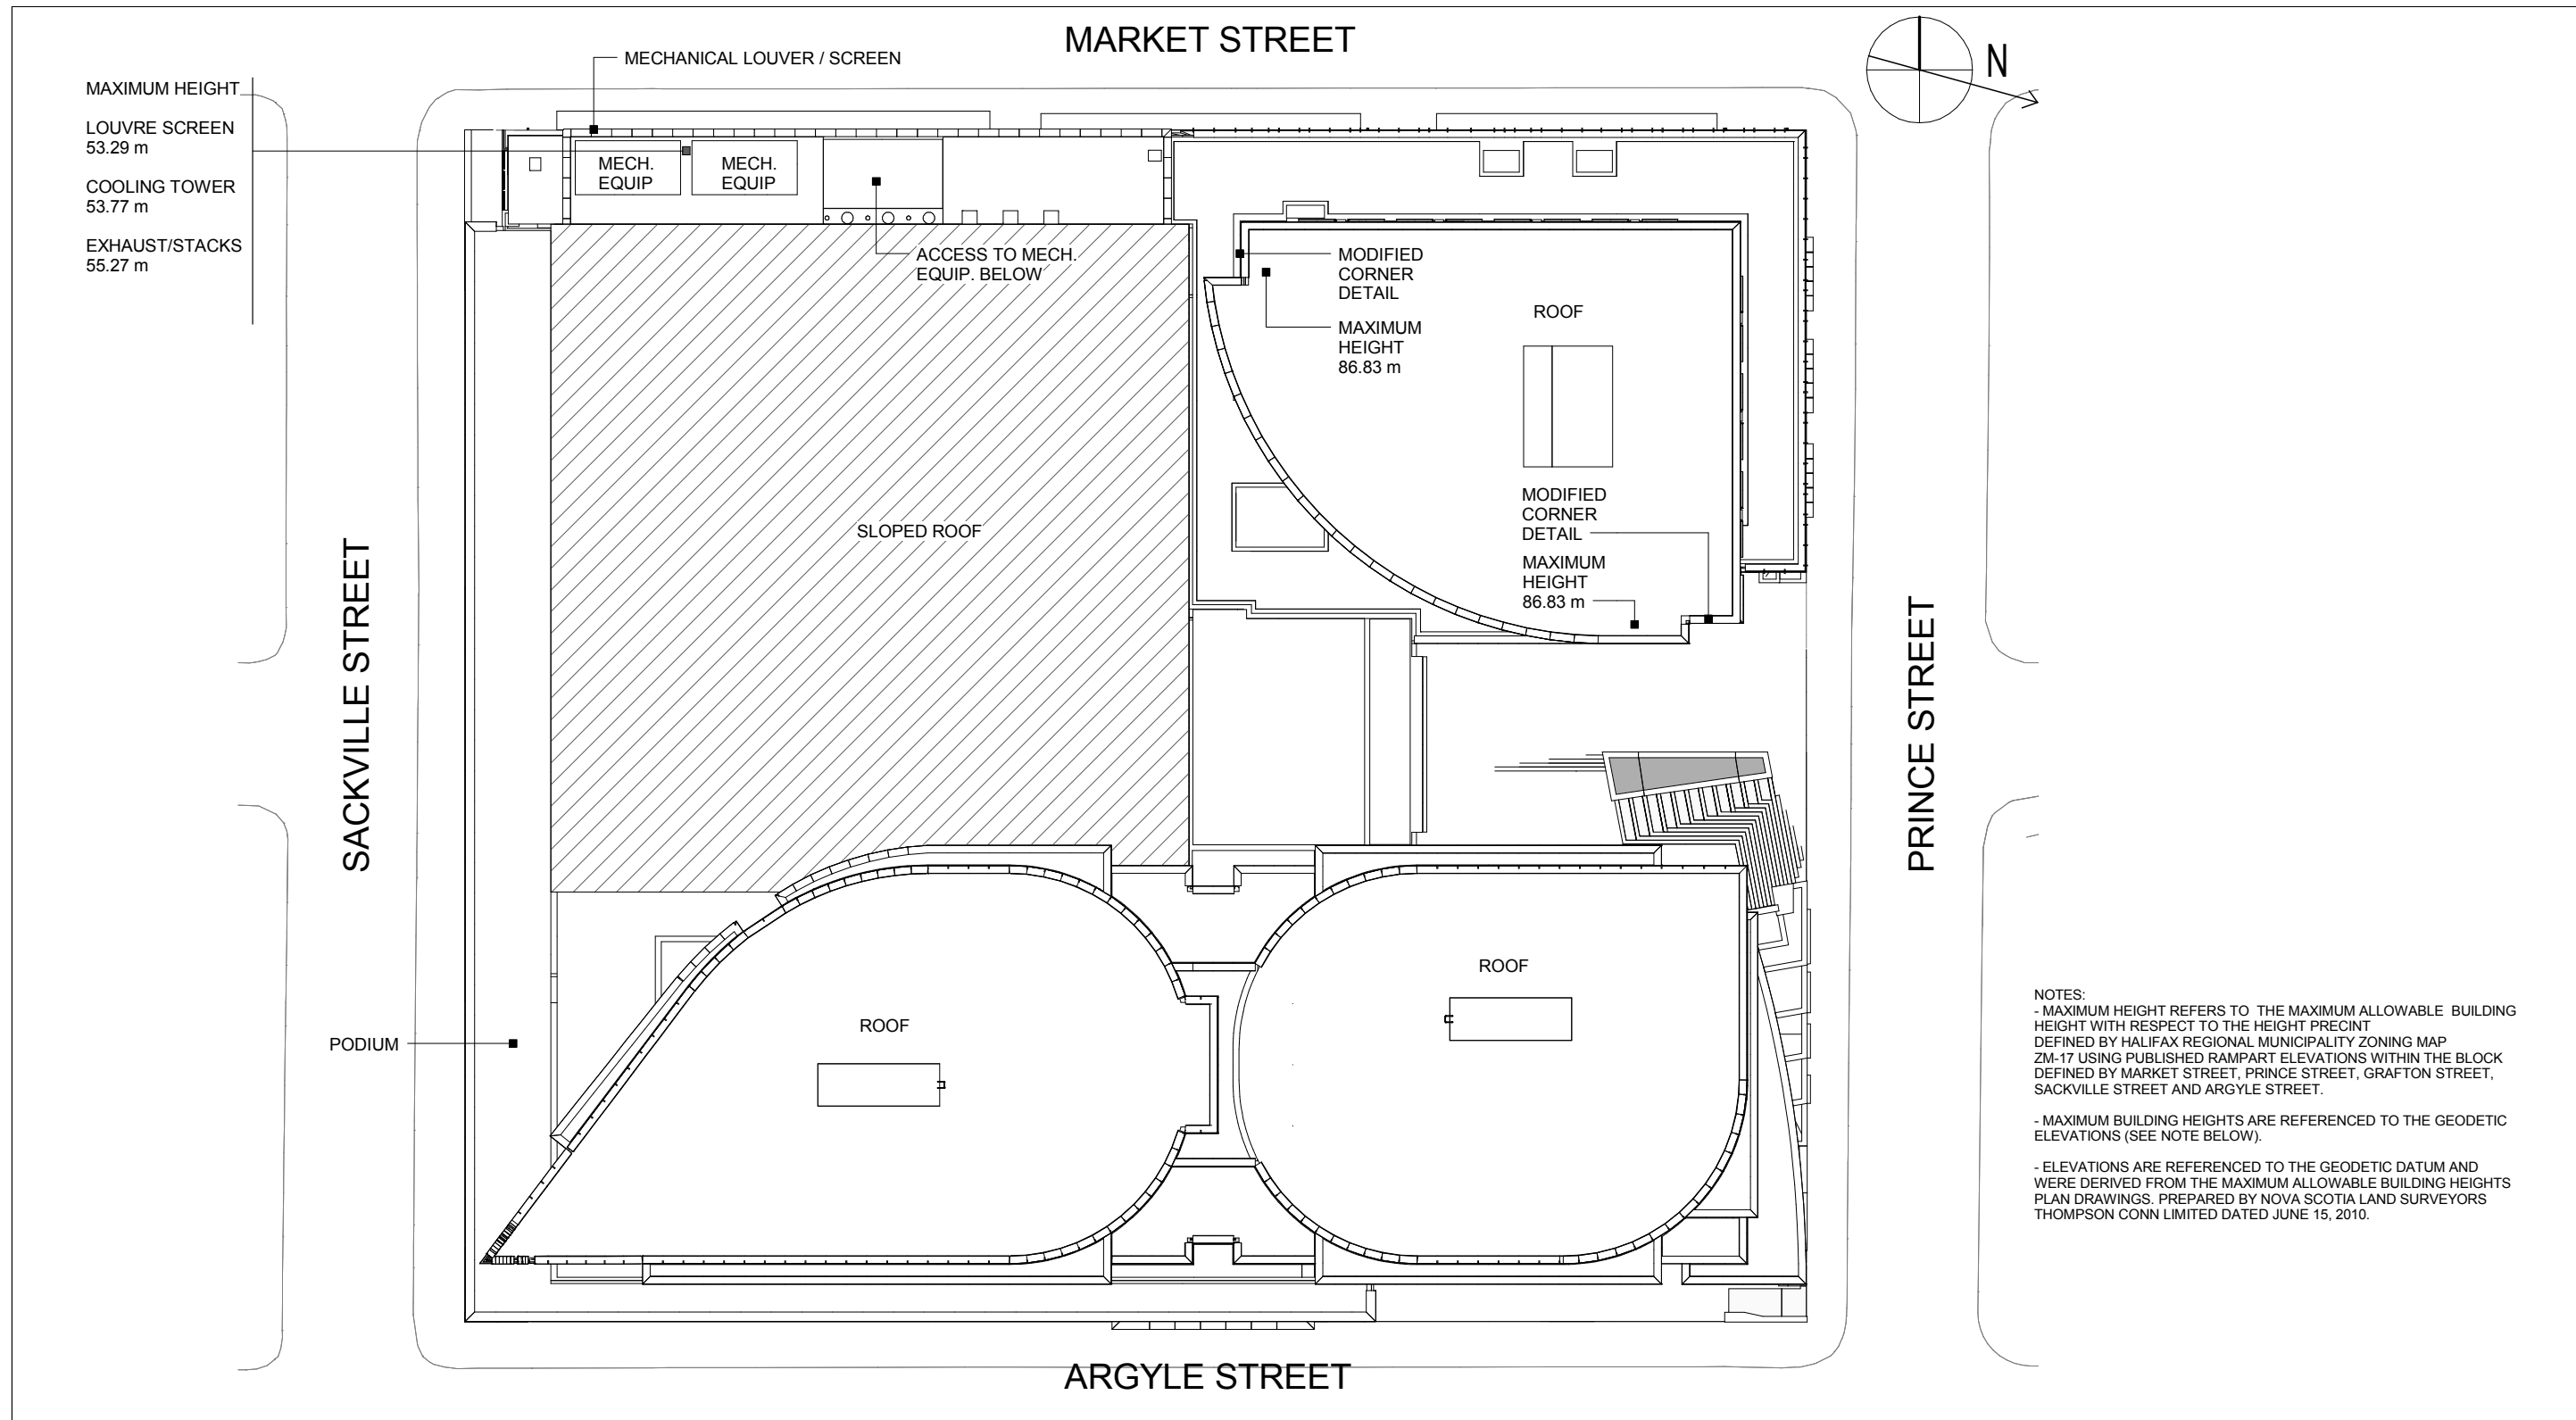 MARKET STREET
N
MECHANICAL LOUVER / SCREEN
MAXIMUM HEIGHT
LOUVRE SCREEN
53.29 m
COOLING TOWER
53.77 m
EXHAUST/STACKS
55.27 m
MECH.
EQUIP
MECH.
EQUIP
ACCESS TO MECH.
EQUIP. BELOW
MODIFIED
CORNER
DETAIL
MAXIMUM
HEIGHT
86.83 m
ROOF
MODIFIED
CORNER
DETAIL
MAXIMUM
HEIGHT
86.83 m
SLOPED ROOF
SACKVILLE STREET
PRINCE STREET
ROOF
ROOF
PODIUM
NOTES:
- MAXIMUM HEIGHT REFERS TO THE MAXIMUM ALLOWABLE BUILDING
HEIGHT WITH RESPECT TO THE HEIGHT PRECINT
DEFINED BY HALIFAX REGIONAL MUNICIPALITY ZONING MAP
ZM-17 USING PUBLISHED RAMPART ELEVATIONS WITHIN THE BLOCK
DEFINED BY MARKET STREET, PRINCE STREET, GRAFTON STREET,
SACKVILLE STREET AND ARGYLE STREET.
- MAXIMUM BUILDING HEIGHTS ARE REFERENCED TO THE GEODETIC
ELEVATIONS (SEE NOTE BELOW).
- ELEVATIONS ARE REFERENCED TO THE GEODETIC DATUM AND
WERE DERIVED FROM THE MAXIMUM ALLOWABLE BUILDING HEIGHTS
PLAN DRAWINGS. PREPARED BY NOVA SCOTIA LAND SURVEYORS
THOMPSON CONN LIMITED DATED JUNE 15, 2010.
ARGYLE STREET